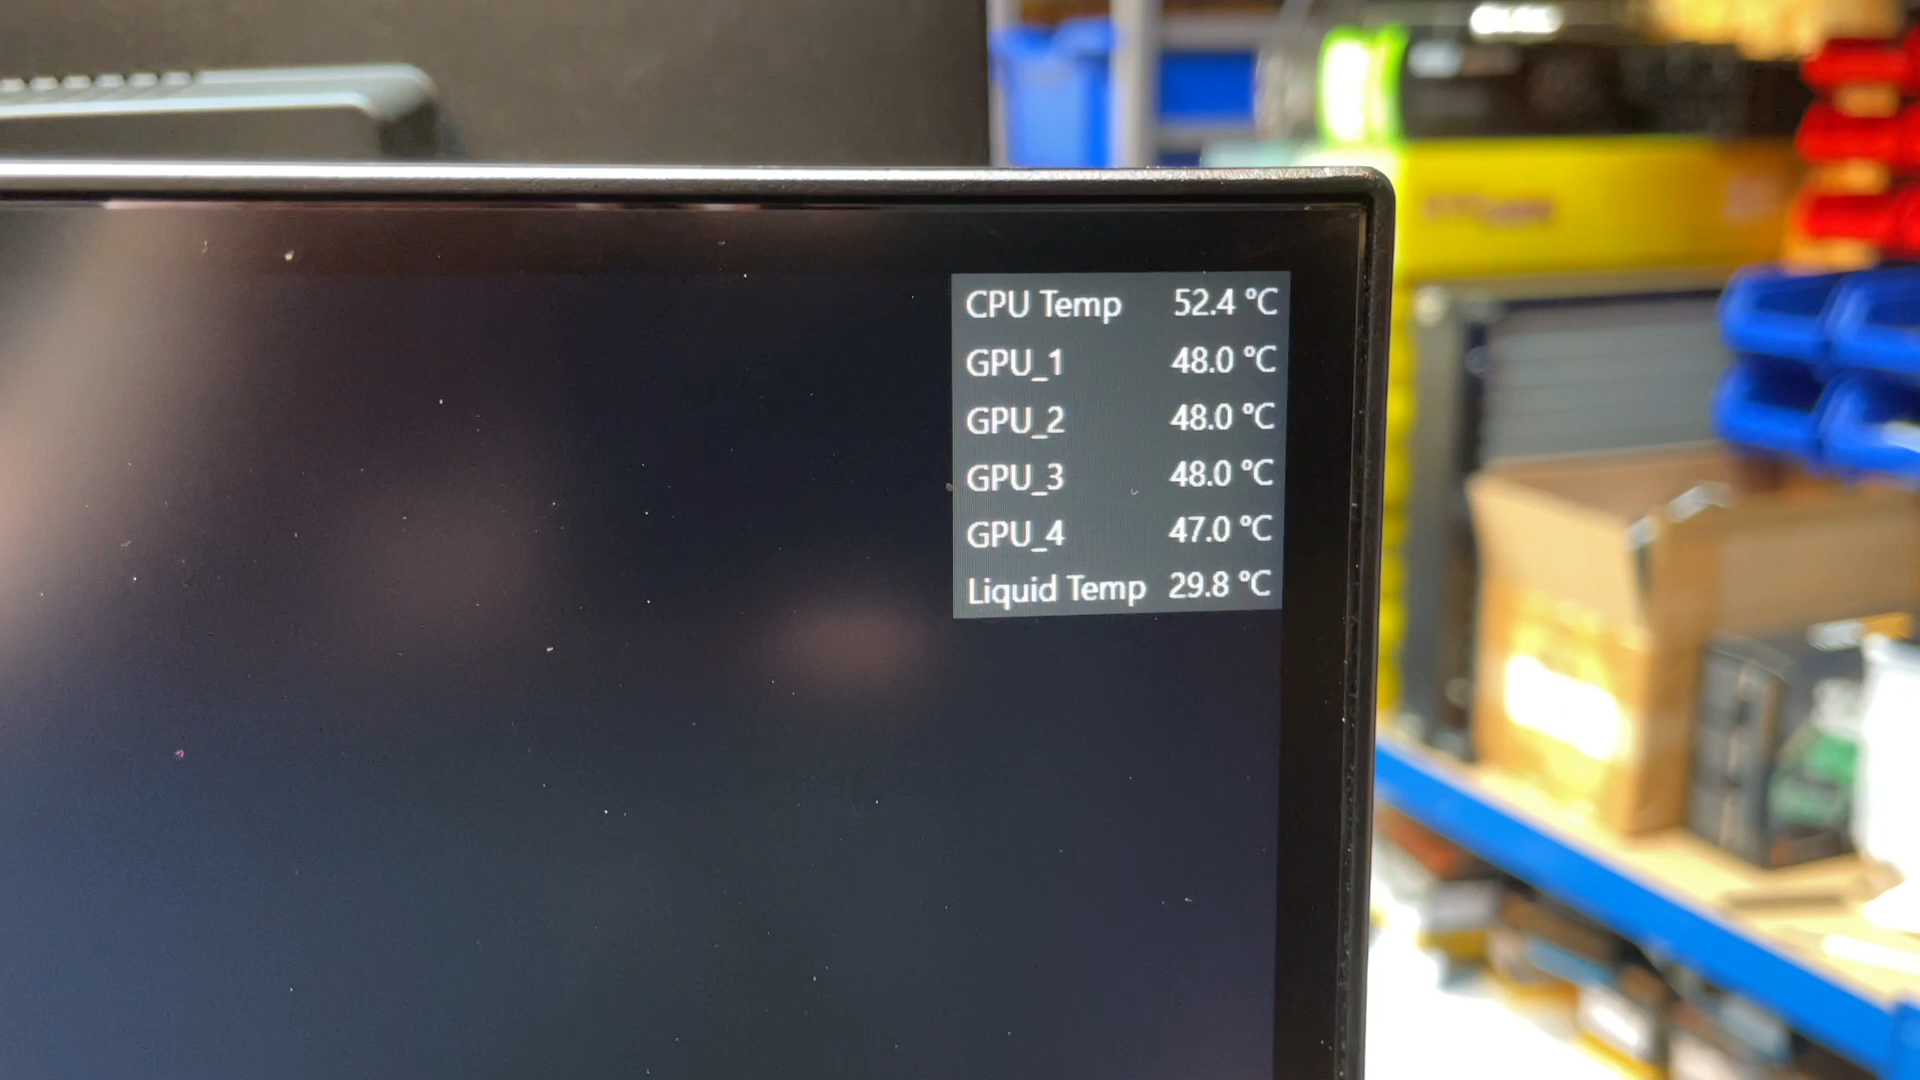 CPU Temp 52.4 °C
GPU_1 48.0 °C
GPU_2 48.0 °C
GPU_3 48.0 °C
GPU_4 47.0 °C
Liquid Temp 29.8 °C